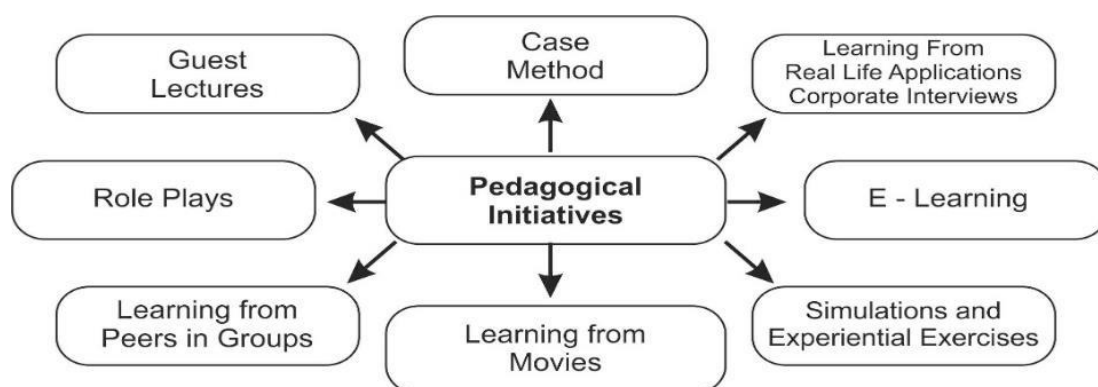 Guest
Lectures
Case
Method
Learning From
Real Life Applications
Corporate Interviews
Role Plays
Pedagogical
Initiatives
E - Learning
Learning from
Peers in Groups
Learning from
Movies
Simulations and
Experiential Exercises